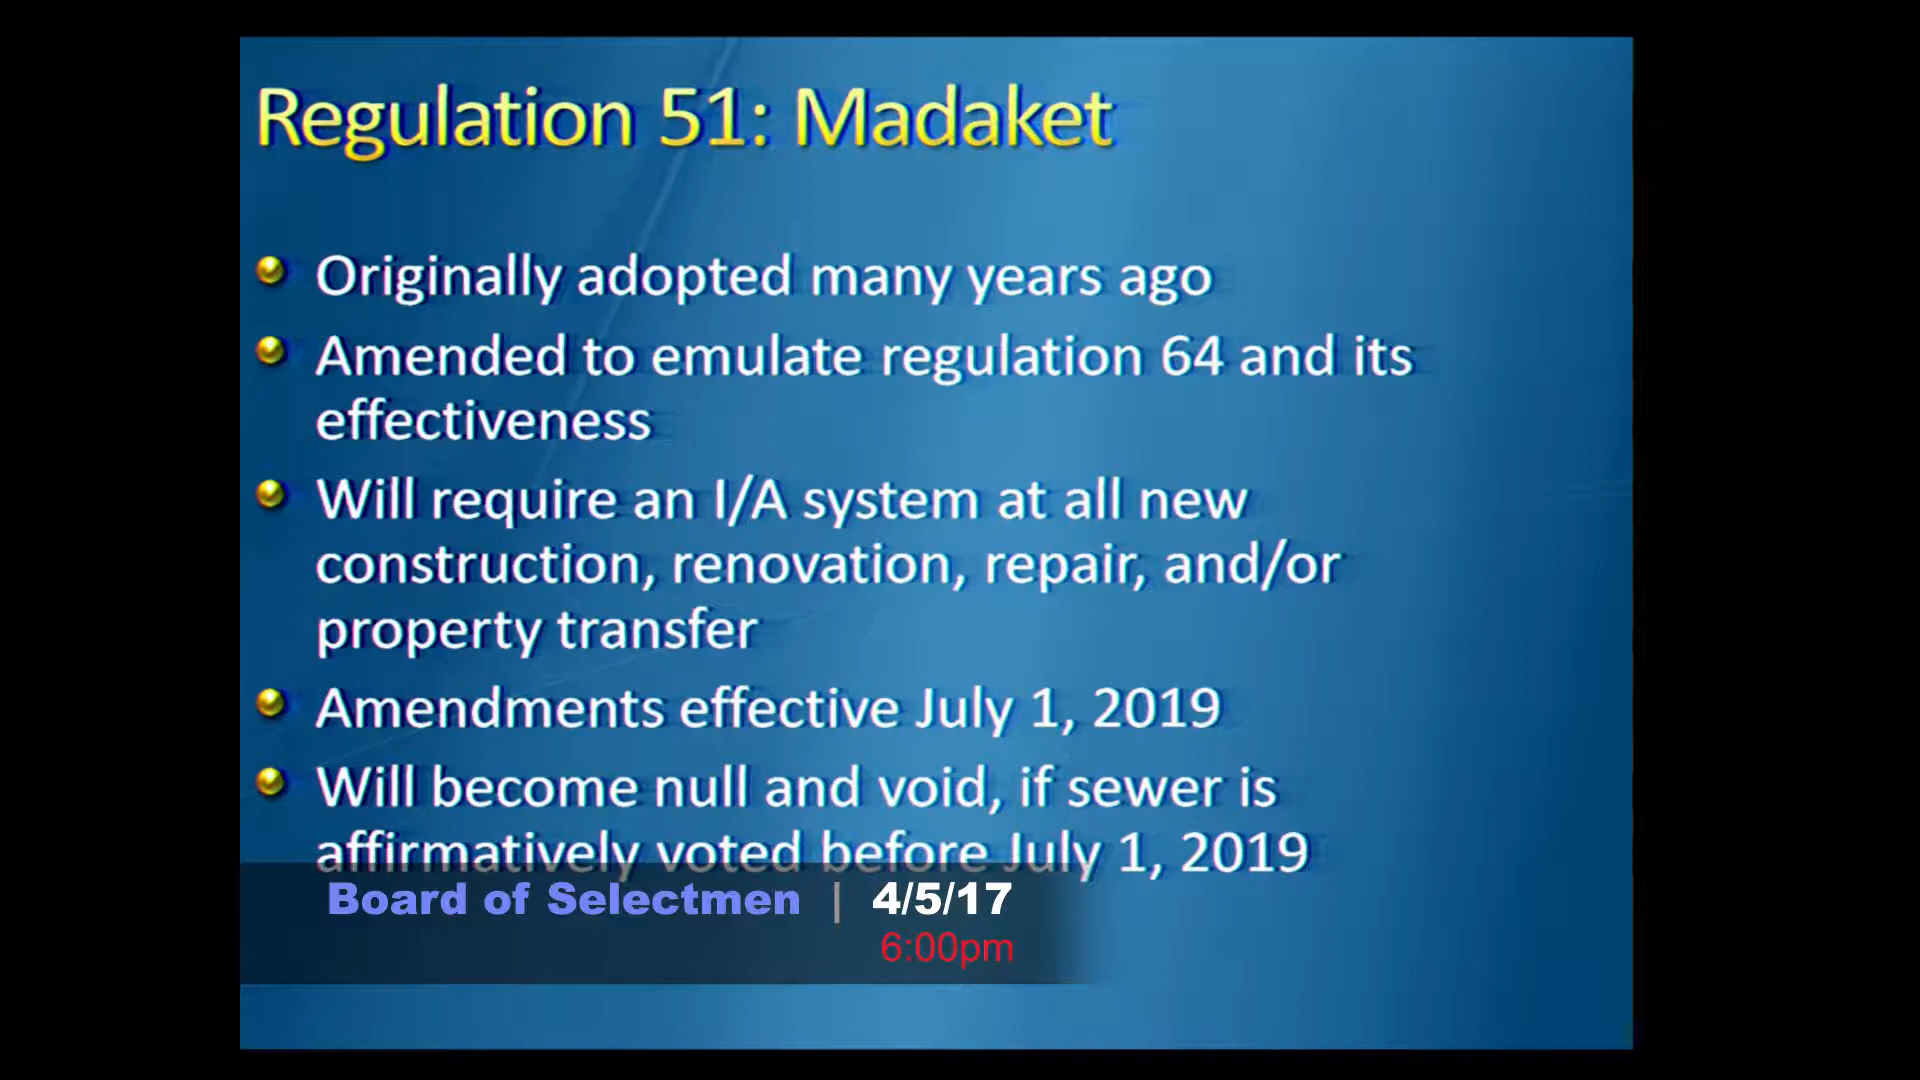 Regulation 51: Madaket
Originally adopted many years ago
Amended to emulate regulation 64 and its
effectiveness
Will require an I/A system at all new
construction, renovation, repair, and/or
property transfer
Amendments effective July 1, 2019
Will become null and void, if sewer is
affirmatively voted before July 1, 2019
Board of Selectmen | 4/5/17
6:00pm